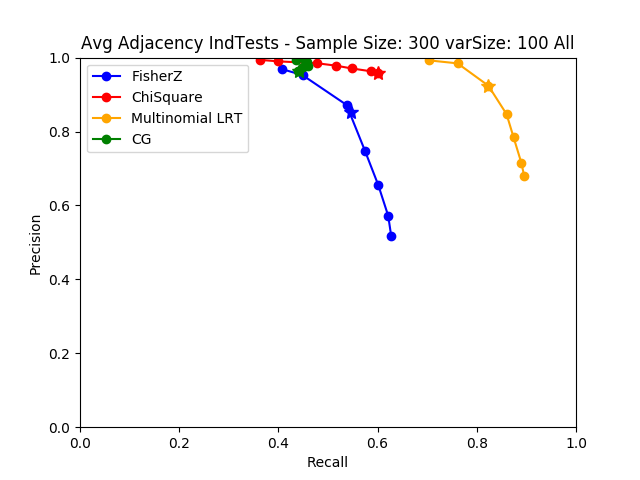 Avg Adjacency IndTests - Sample Size: 300 varSize: 100 All
FisherZ
ChiSquare
Multinomial LRT
CG
1.0
0.8
0.6
0.4
0.2
0.0
Precision
0.0 0.2 0.4 0.6 0.8 1.0
Recall